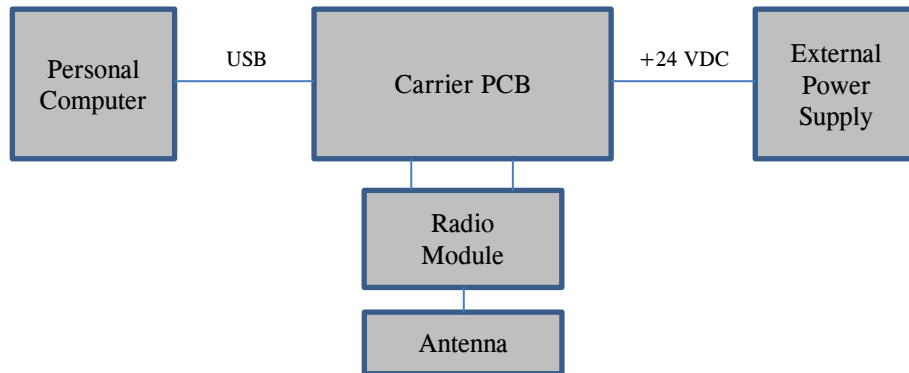 Personal
Computer
USB
Carrier PCB
+24 VDC
External
Power
Supply
Radio
Module
Antenna